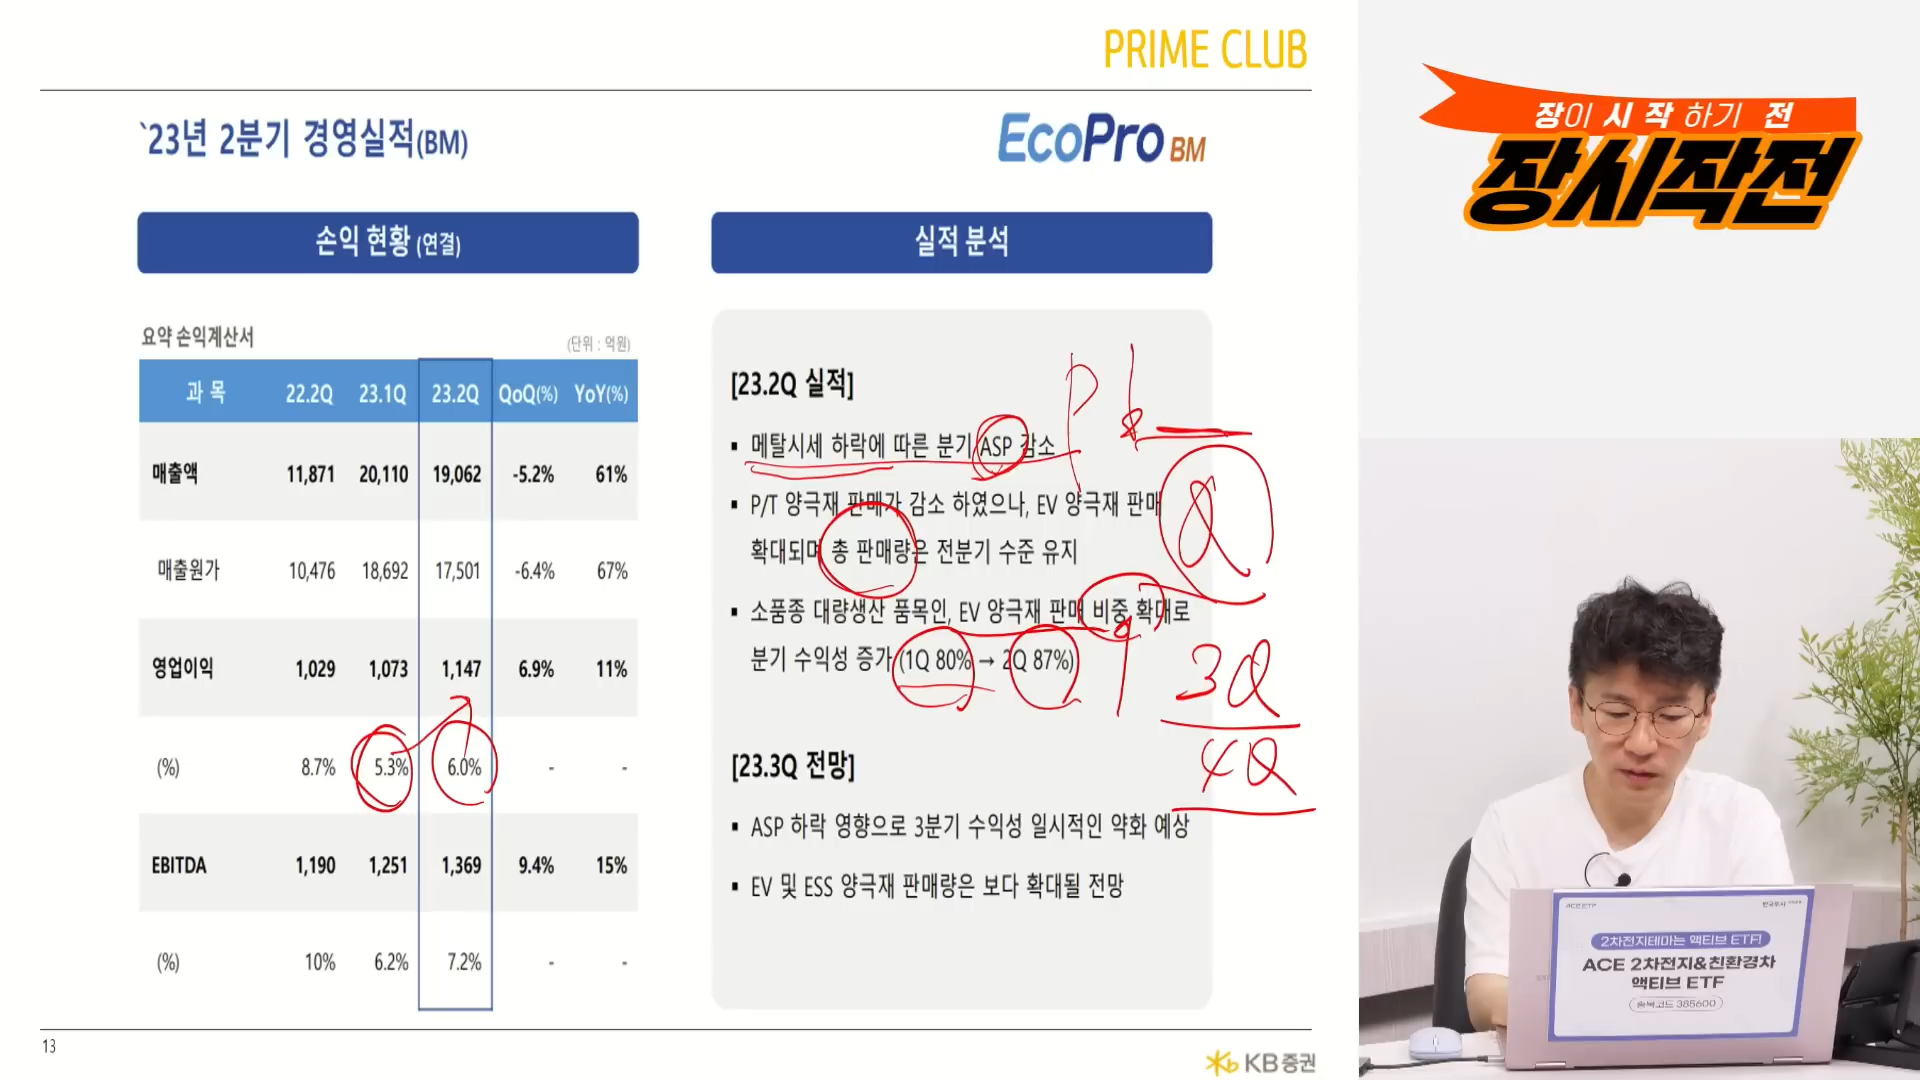 PRIME CLUB
`23년 2분기 경영실적(BM)
EcoPro BM
손익 현황 (연결)
요약 손익계산서
(단위 : 억원)
과 목 22.2Q 23.1Q 23.2Q QoQ(%) YoY(%)
매출액 11,871 20,110 19,062 -5.2% 61%
매출원가 10,476 18,692 17,501 -6.4% 67%
영업이익 1,029 1,073 1,147 6.9% 11%
(%) 8.7% 5.3% 6.0% - -
EBITDA 1,190 1,251 1,369 9.4% 15%
(%) 10% 6.2% 7.2% - -
실적 분석
[23.2Q 실적]
▪ 메탈시세 하락에 따른 분기 ASP 감소
▪ P/T 양극재 판매가 감소 하였으나, EV 양극재 판매
확대되며 총 판매량은 전분기 수준 유지
▪ 소품종 대량생산 품목인, EV 양극재 판매 비중 확대로
분기 수익성 증가 (1Q 80% → 2Q 87%)
P
Q
3Q
4Q
[23.3Q 전망]
▪ ASP 하락 영향으로 3분기 수익성 일시적인 약화 예상
▪ EV 및 ESS 양극재 판매량은 보다 확대될 전망
13
KB증권
장이 시작하기 전
장시작전
ACE ETF
2차전지테마는 액티브 ETF!
ACE 2차전지&친환경차
액티브 ETF
종목코드 385600